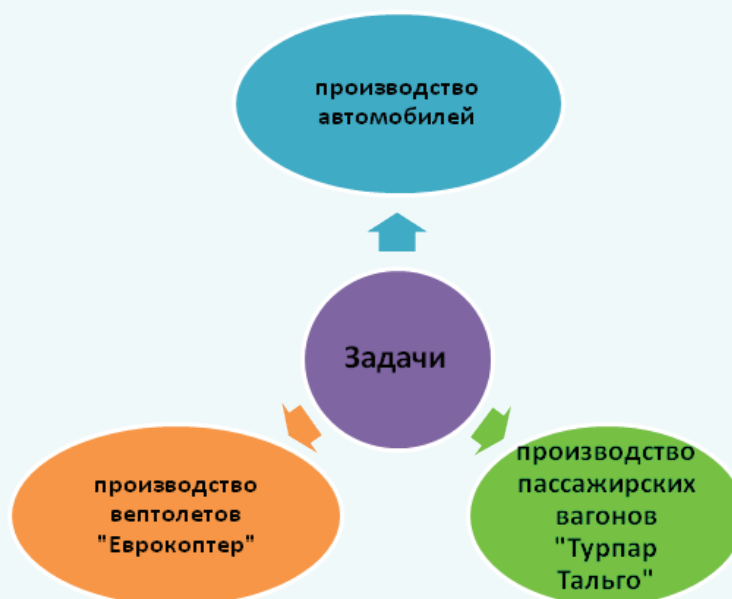 производство
автомобилей
Задачи
производство
вептолетов
"Еврокоптер"
производство
пассажирских
вагонов
"Турпар
Тальго"